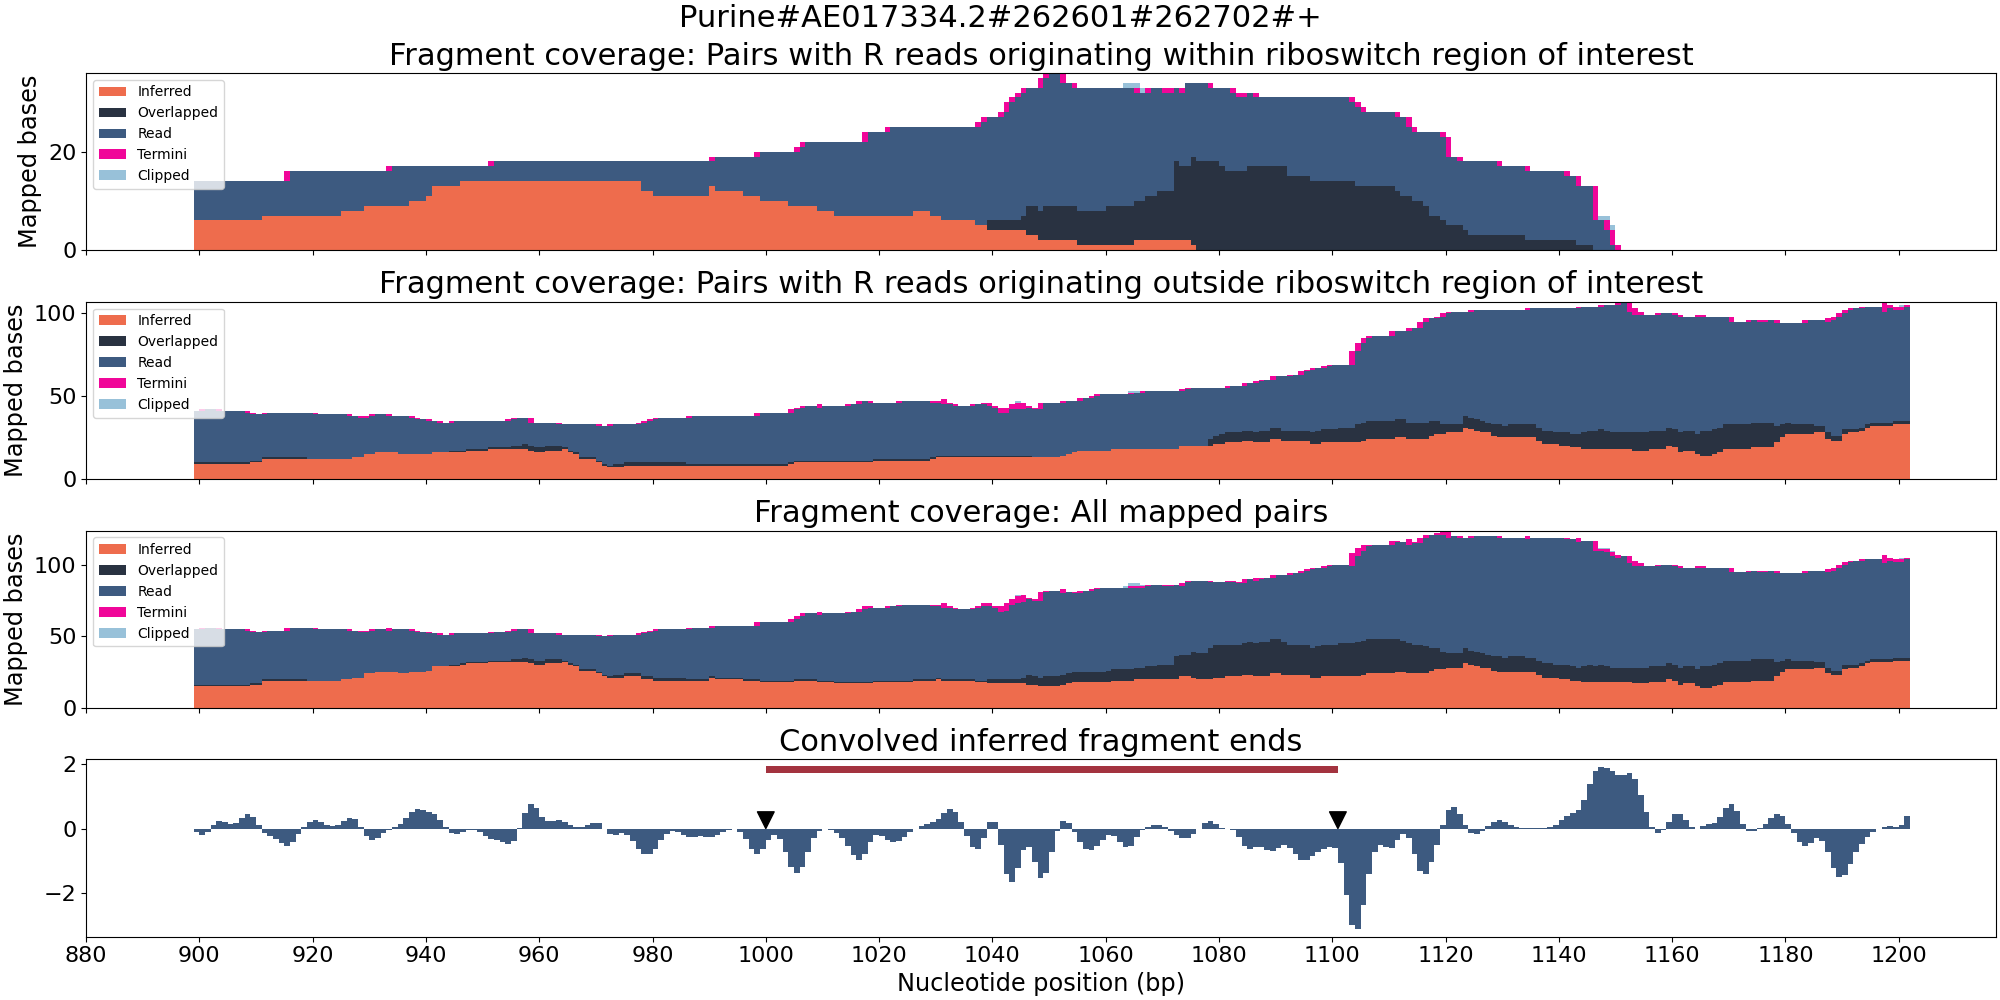 Purine#AE017334.2#262601#262702#+
Fragment coverage: Pairs with R reads originating within riboswitch region of interest
Mapped bases
20
0
Inferred
Overlapped
Read
Termini
Clipped
Fragment coverage: Pairs with R reads originating outside riboswitch region of interest
Mapped bases
100
50
0
Inferred
Overlapped
Read
Termini
Clipped
Fragment coverage: All mapped pairs
Mapped bases
100
50
0
Inferred
Overlapped
Read
Termini
Clipped
Convolved inferred fragment ends
2
0
−2
880 900 920 940 960 980 1000 1020 1040 1060 1080 1100 1120 1140 1160 1180 1200
Nucleotide position (bp)